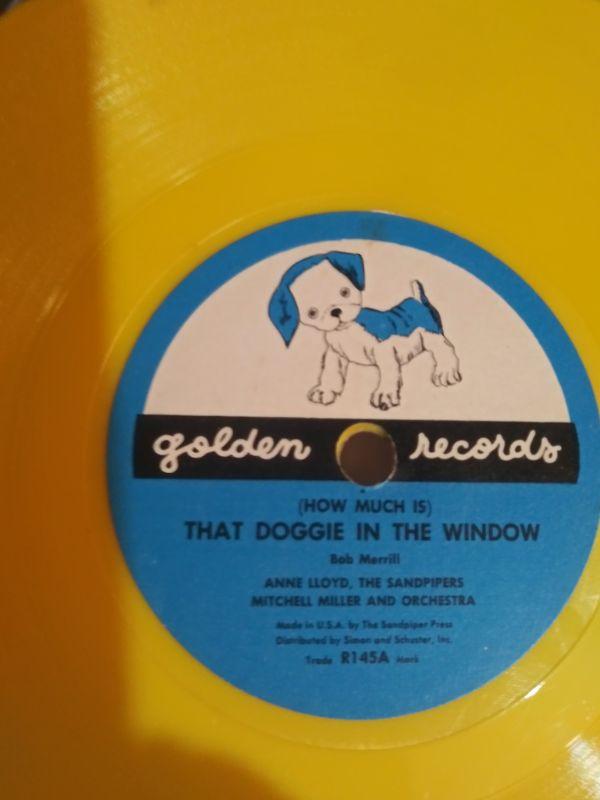 golden records
(HOW MUCH IS)
THAT DOGGIE IN THE WINDOW
Bob Merrill
ANNE LLOYD, THE SANDPIPERS
MITCHELL MILLER AND ORCHESTRA
Made in U.S.A. by The Sandpiper Press
Distributed by Simon and Schuster, Inc.
Trade R145A Mark